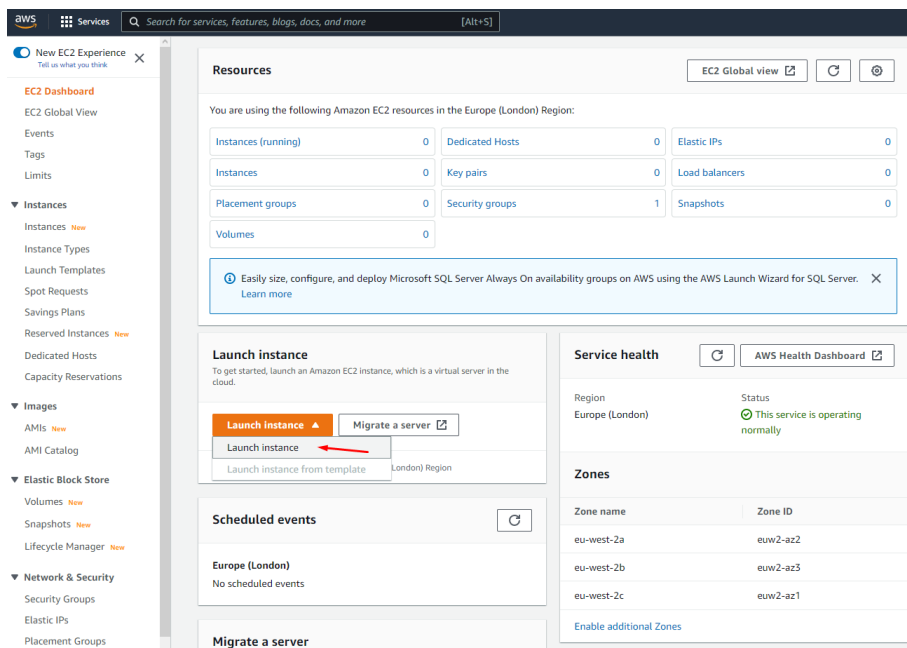 aws
Services
Search for services, features, blogs, docs, and more
[Alt+S]
New EC2 Experience
Tell us what you think
EC2 Dashboard
EC2 Global View
Events
Tags
Limits
Instances
Instances New
Instance Types
Launch Templates
Spot Requests
Savings Plans
Reserved Instances New
Dedicated Hosts
Capacity Reservations
Images
AMIs New
AMI Catalog
Elastic Block Store
Volumes New
Snapshots New
Lifecycle Manager New
Network & Security
Security Groups
Elastic IPs
Placement Groups
Resources
EC2 Global view
You are using the following Amazon EC2 resources in the Europe (London) Region:
Instances (running) 0
Dedicated Hosts 0
Elastic IPs 0
Instances 0
Key pairs 0
Load balancers 0
Placement groups 0
Security groups 1
Snapshots 0
Volumes 0
Easily size, configure, and deploy Microsoft SQL Server Always On availability groups on AWS using the AWS Launch Wizard for SQL Server.
Learn more
Launch instance
To get started, launch an Amazon EC2 instance, which is a virtual server in the
cloud.
Launch instance
Migrate a server
Launch instance
Launch instance from template
London) Region
Scheduled events
Europe (London)
No scheduled events
Migrate a server
Service health
AWS Health Dashboard
Region
Europe (London)
Status
This service is operating
normally
Zones
Zone name Zone ID
eu-west-2a euw2-az2
eu-west-2b euw2-az3
eu-west-2c euw2-az1
Enable additional Zones